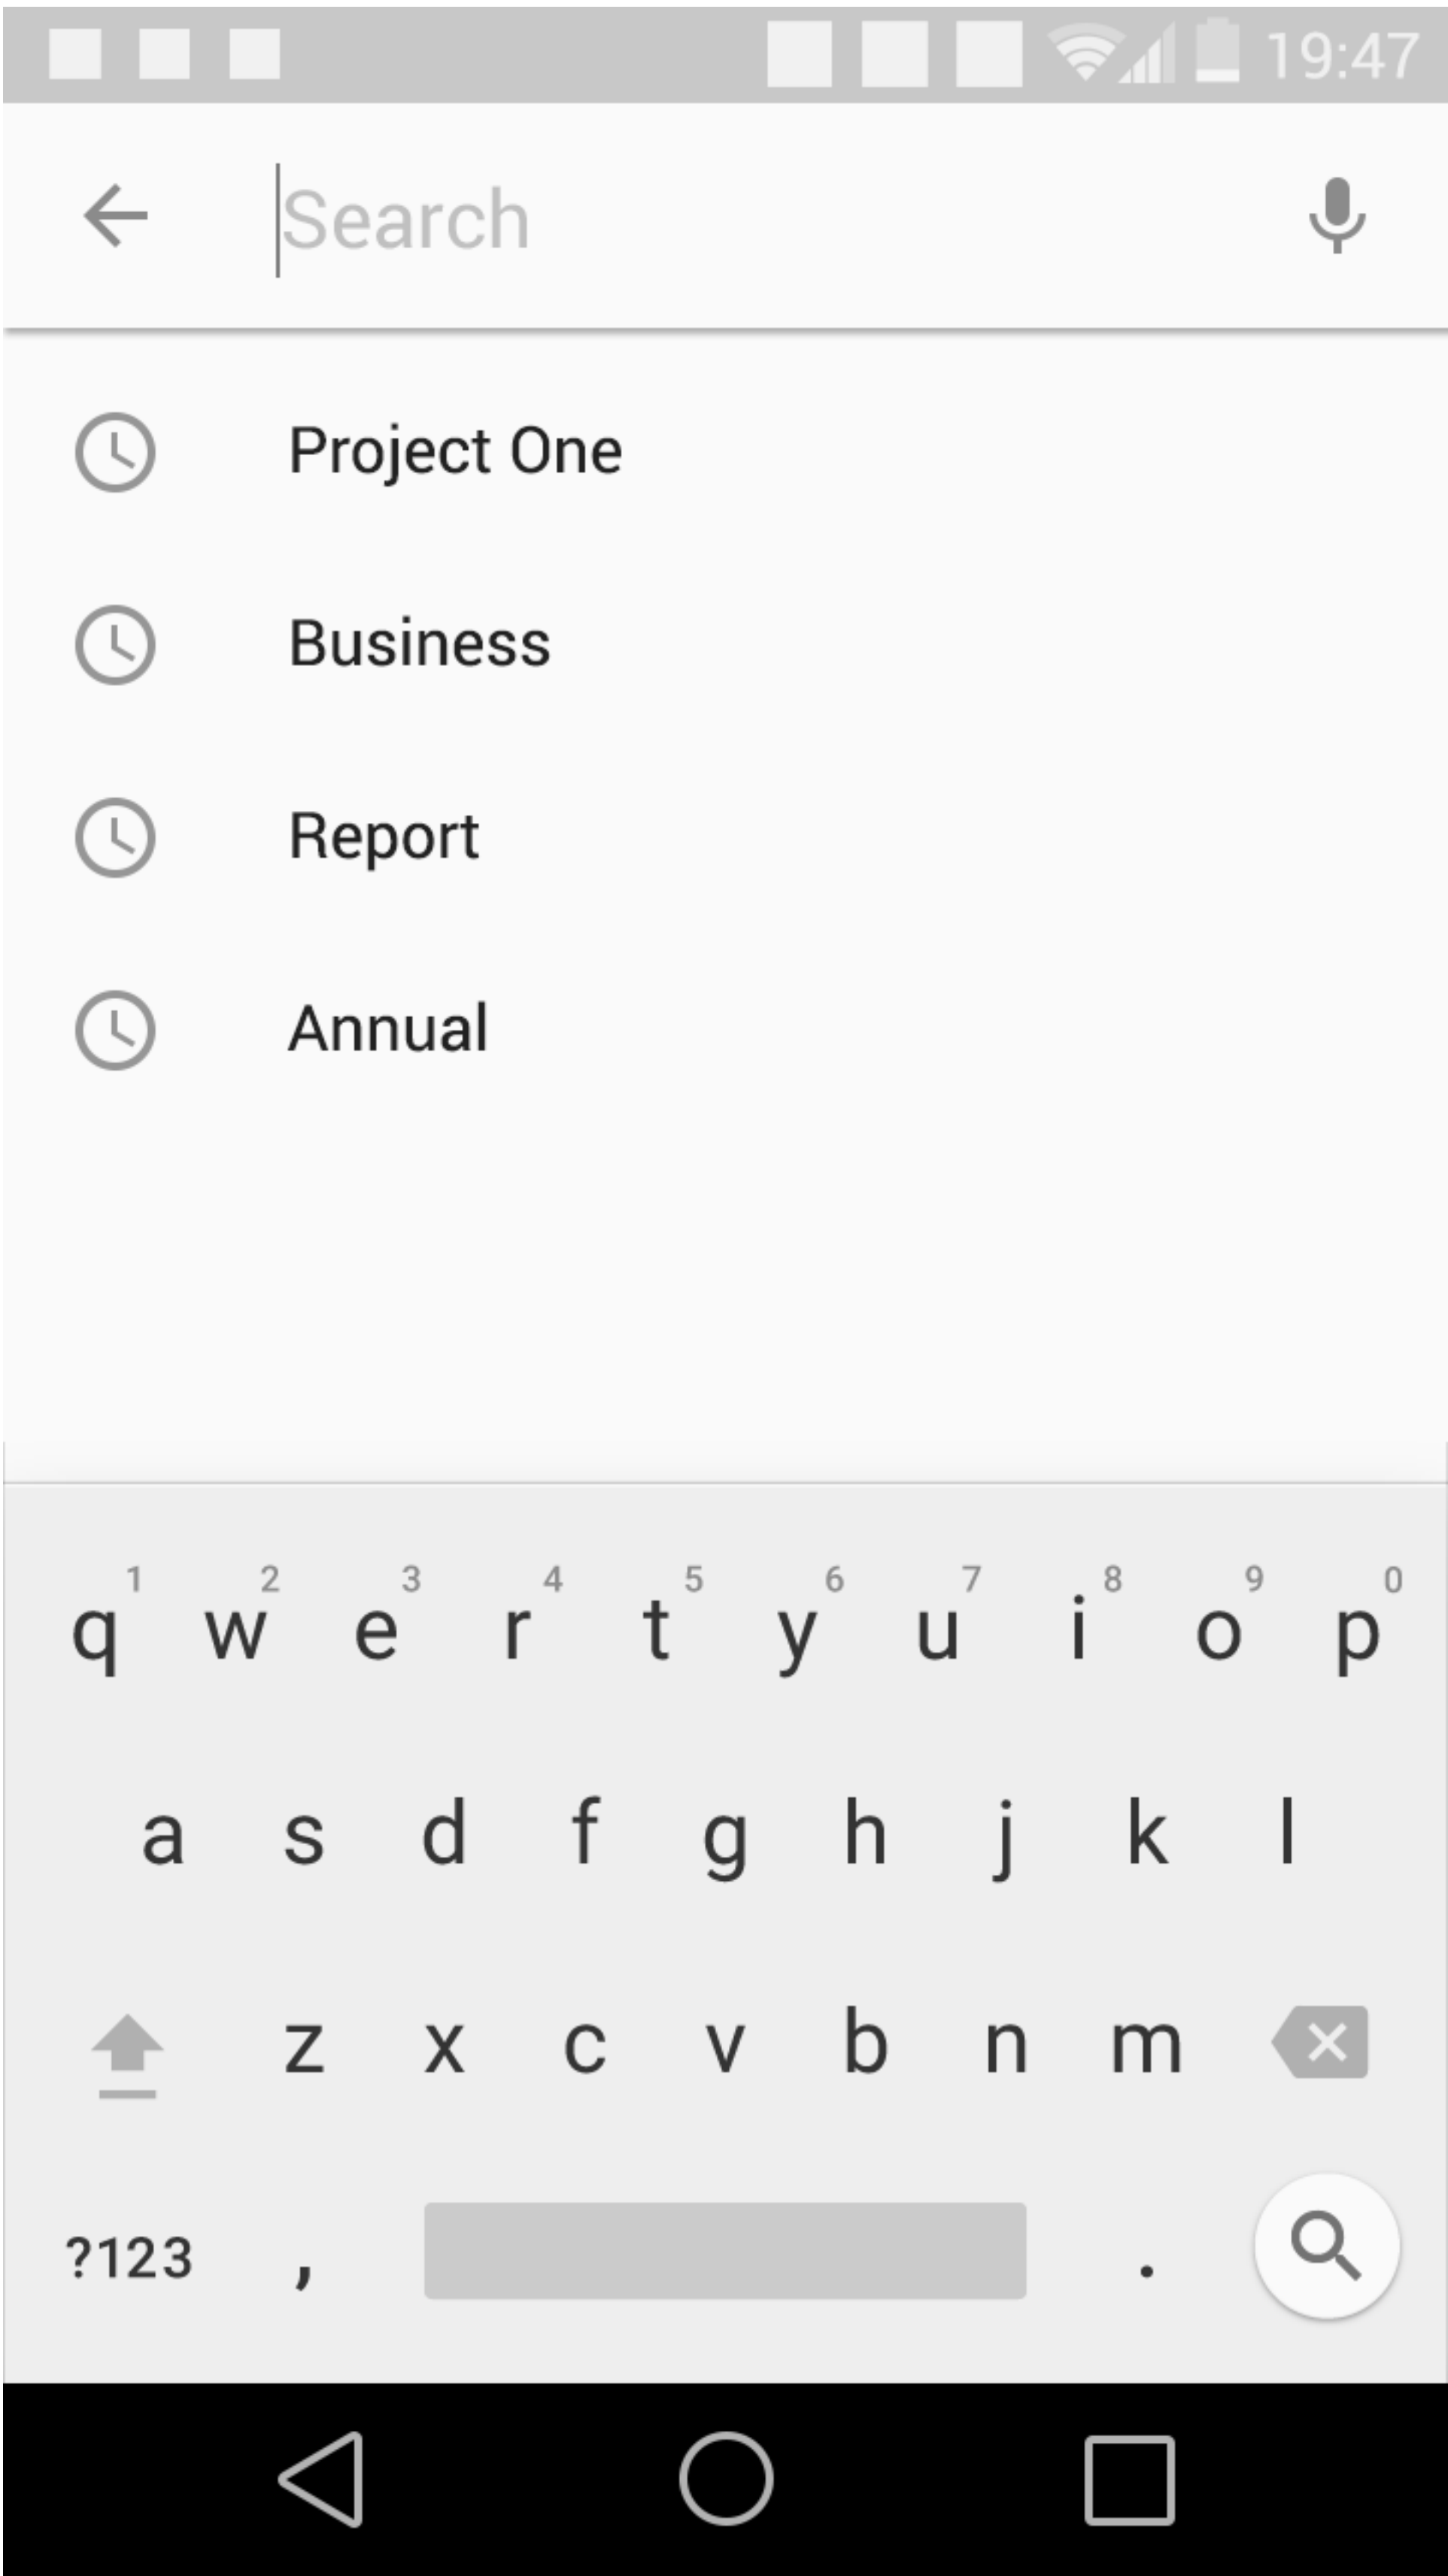 19:47
Search
Project One
Business
Report
Annual
1 2 3 4 5 6 7 8 9 0
q w e r t y u i o p
a s d f g h j k l
z x c v b n m
?123 , .